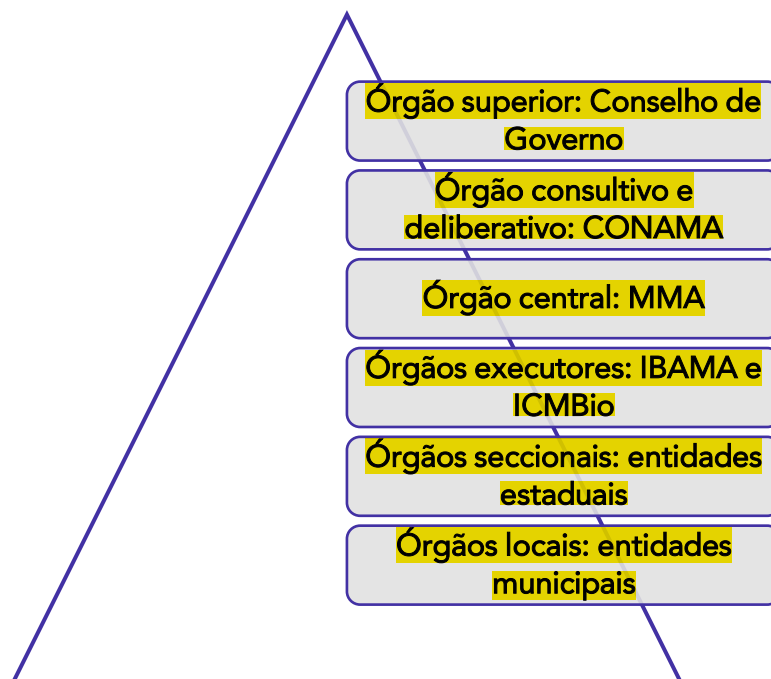 Órgão superior: Conselho de
Governo
Órgão consultivo e
deliberativo: CONAMA
Órgão central: MMA
Órgãos executores: IBAMA e
ICMBio
Órgãos seccionais: entidades
estaduais
Órgãos locais: entidades
municipais